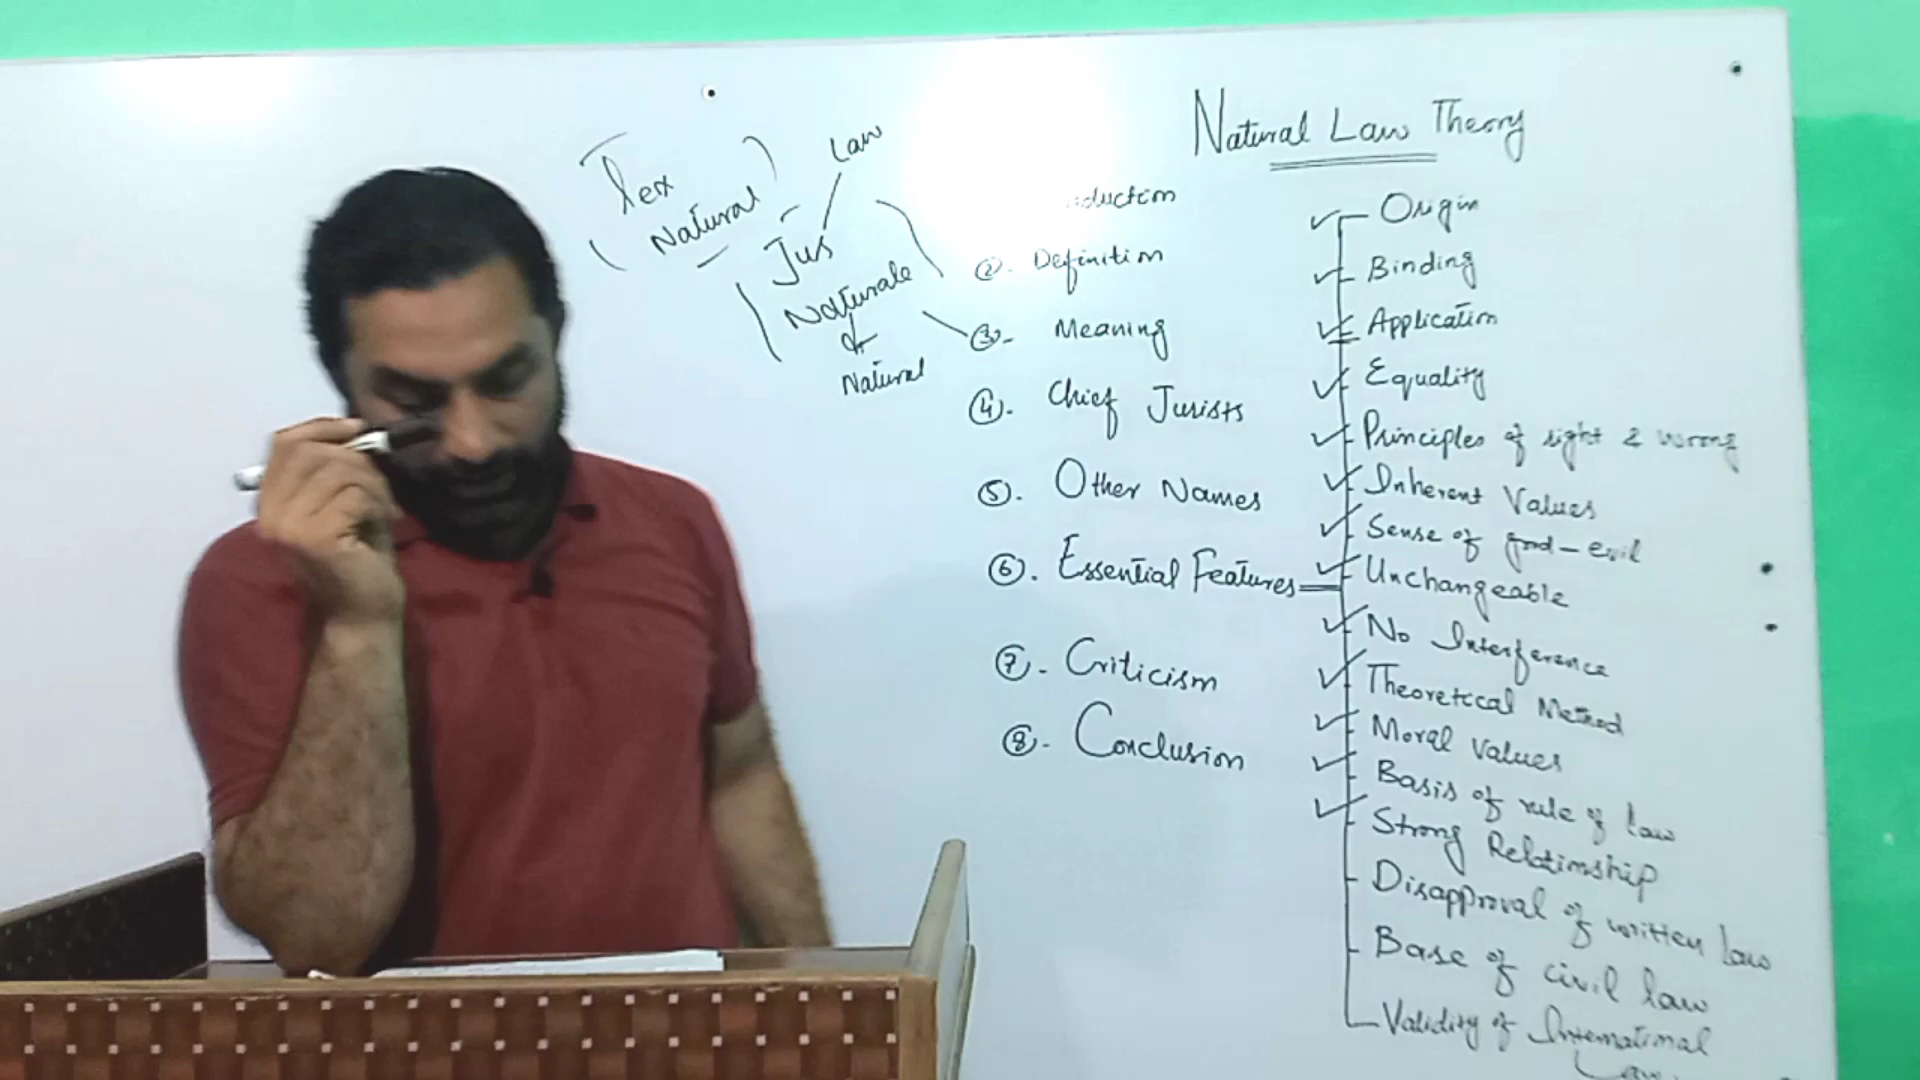 Natural Law Theory
Lex
Natural
Law
Jus
Naturale
&
Natural
duction
②. Definition
③- Meaning
④. Chief Jurists
⑤. Other Names
⑥. Essential Features
⑦- Criticism
⑧- Conclusion
Origin
Binding
Application
Equality
Principles of right & wrong
Inherent Values
Sense of good-evil
Unchangeable
No Interference
Theoretical Method
Moral Values
Basis of rule of law
Strong Relationship
Disapproval of written law
Base of civil law
Validity of International
Law